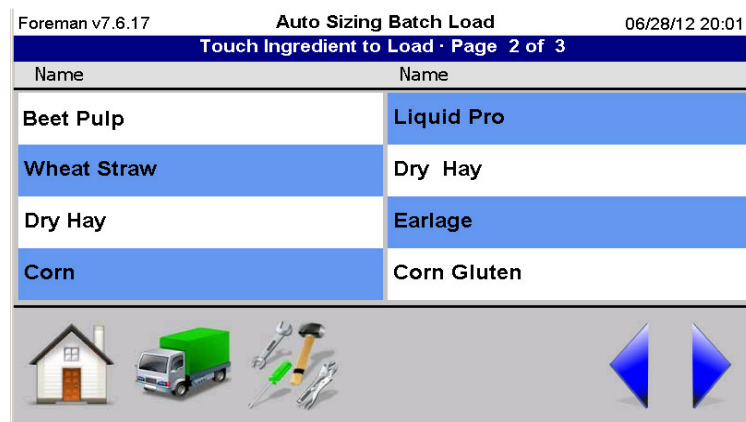 Foreman v7.6.17 Auto Sizing Batch Load 06/28/12 20:01
Touch Ingredient to Load · Page 2 of 3
Name Name
Beet Pulp Liquid Pro
Wheat Straw Dry Hay
Dry Hay Earlage
Corn Corn Gluten